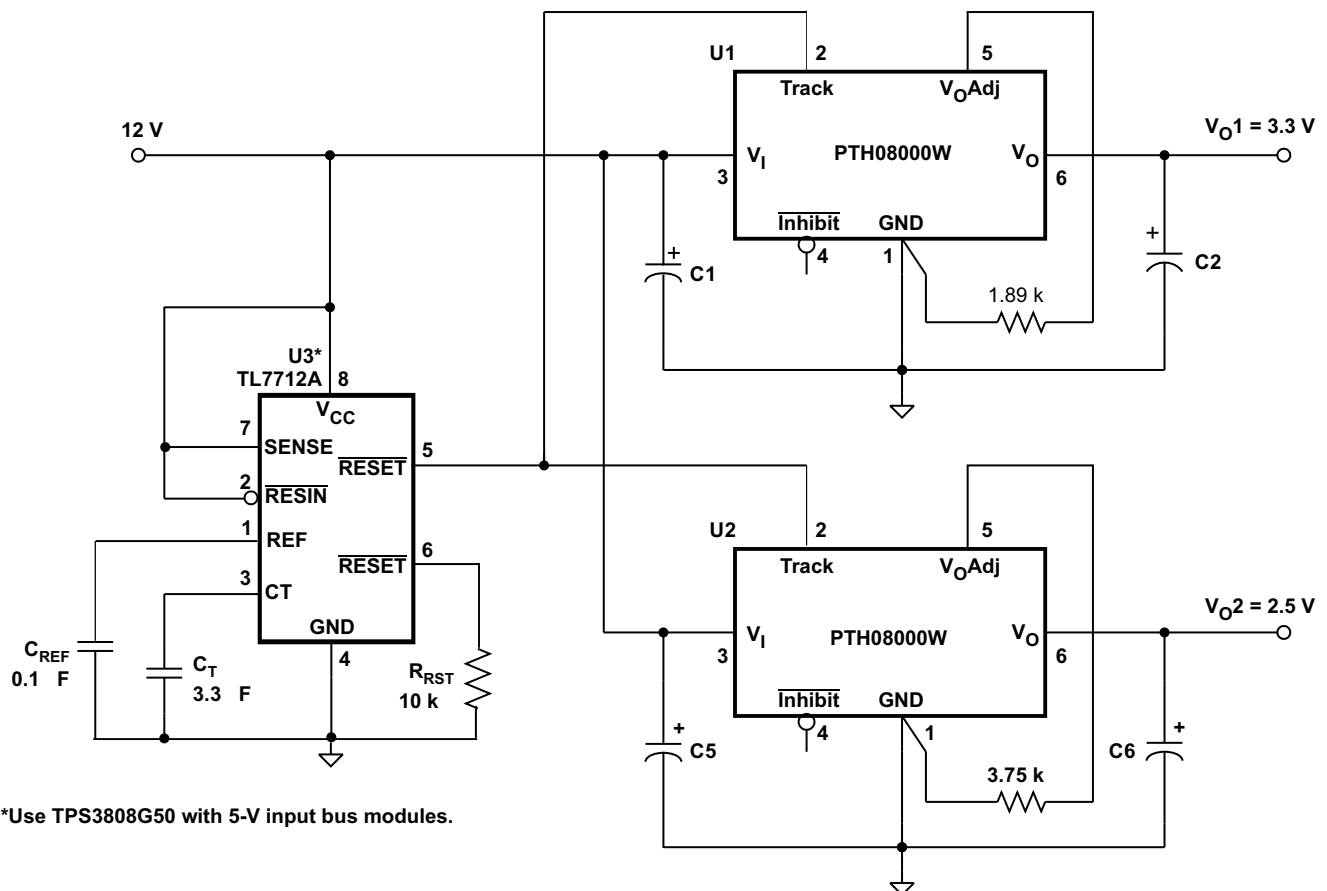 U1
2
5
Track
VOAdj
12 V
VO1 = 3.3 V
VI
PTH08000W
VO
3
6
Inhibit
GND
4
1
+
C1
+
C2
1.89 k
U3*
TL7712A
8
VCC
7
SENSE
5
RESET
2
RESIN
1
REF
6
RESET
3
CT
GND
4
CREF
0.1 F
CT
3.3 F
RRST
10 k
U2
2
5
Track
VOAdj
VO2 = 2.5 V
VI
PTH08000W
VO
3
6
Inhibit
GND
4
1
+
C5
+
C6
3.75 k
*Use TPS3808G50 with 5-V input bus modules.